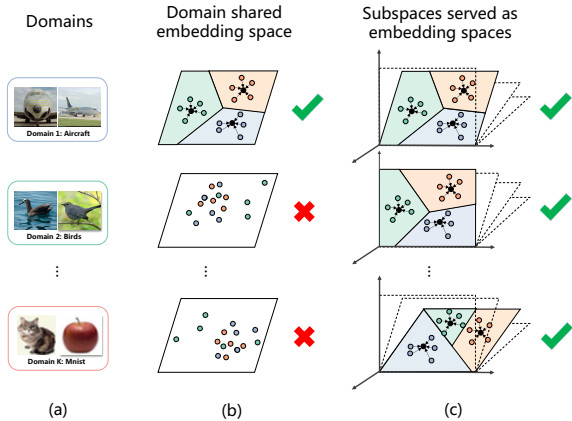 Domains
Domain shared
embedding space
Subspaces served as
embedding spaces
Domain 1: Aircraft
Domain 2: Birds
...
...
...
Domain K: Mnist
(a)
(b)
(c)